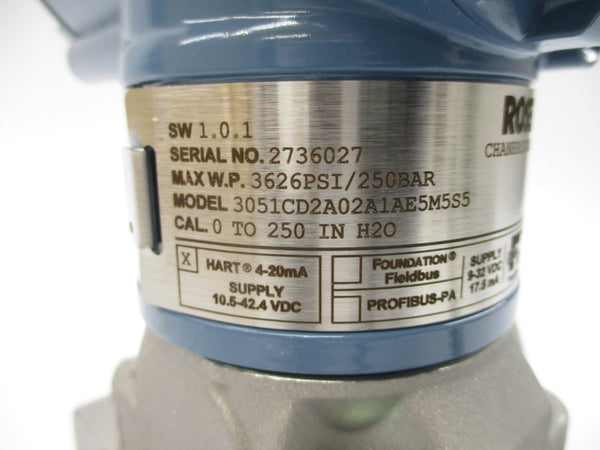 SW 1.0.1
SERIAL NO. 2736027
MAX W.P. 3626PSI/250BAR
MODEL 3051CD2A02A1AE5M5S5
CAL. 0 TO 250 IN H2O
X HART® 4-20mA
SUPPLY
10.5-42.4 VDC
FOUNDATION®
Fieldbus
PROFIBUS-PA
SUPPLY
9-32 VDC
17.5 mA